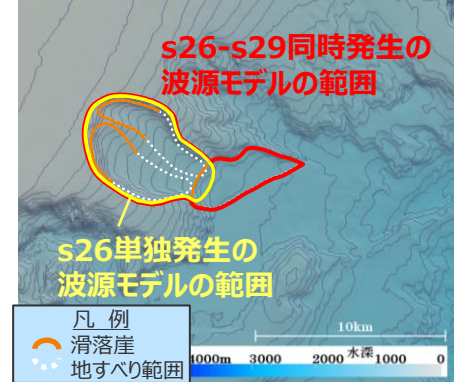 s26-s29同時発生の
波源モデルの範囲
s26単独発生の
波源モデルの範囲
凡 例
滑落崖
地すべり範囲
10km
4000m 3000 2000 水深 1000 0